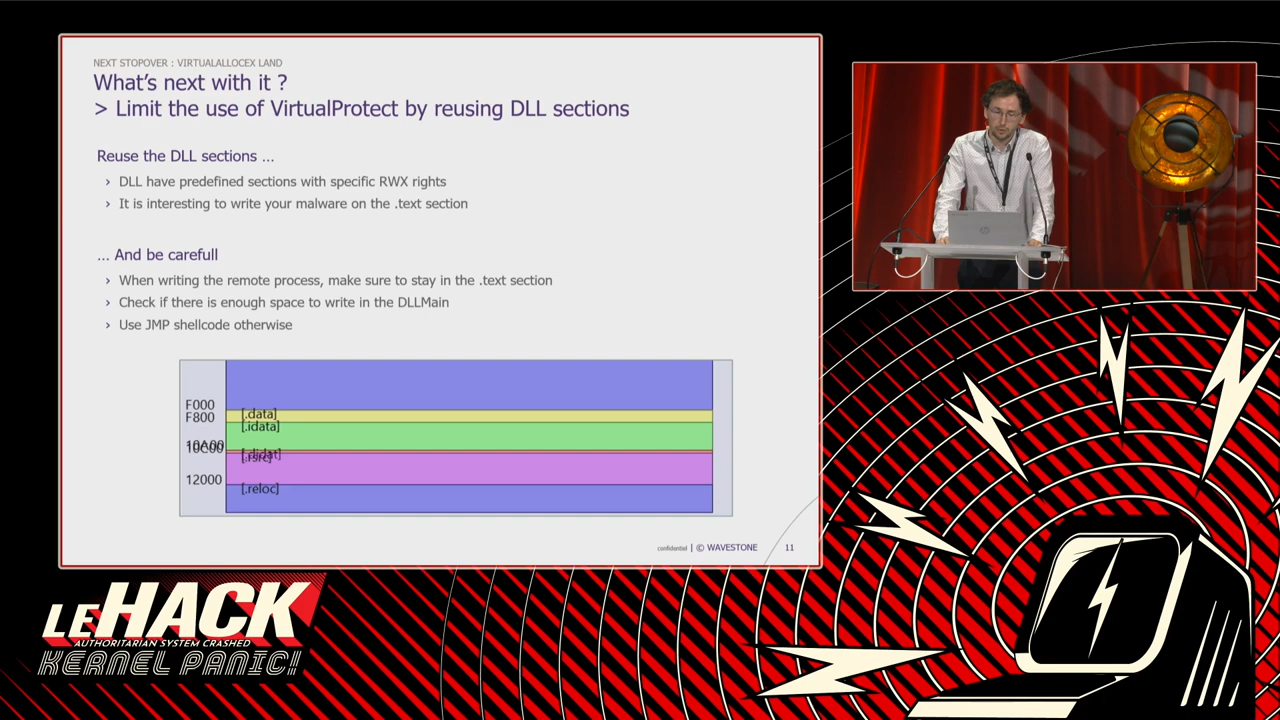 NEXT STOPOVER : VIRTUALALLOCEX LAND
What's next with it ?
> Limit the use of VirtualProtect by reusing DLL sections
Reuse the DLL sections ...
› DLL have predefined sections with specific RWX rights
› It is interesting to write your malware on the .text section
... And be carefull
› When writing the remote process, make sure to stay in the .text section
› Check if there is enough space to write in the DLLMain
› Use JMP shellcode otherwise
F000
F800 [.data]
[.idata]
10A00
10C00 [.didat]
[.rsrc]
12000
[.reloc]
confidential | © WAVESTONE 11
LEHACK
AUTHORITARIAN SYSTEM CRASHED
KERNEL PANIC!